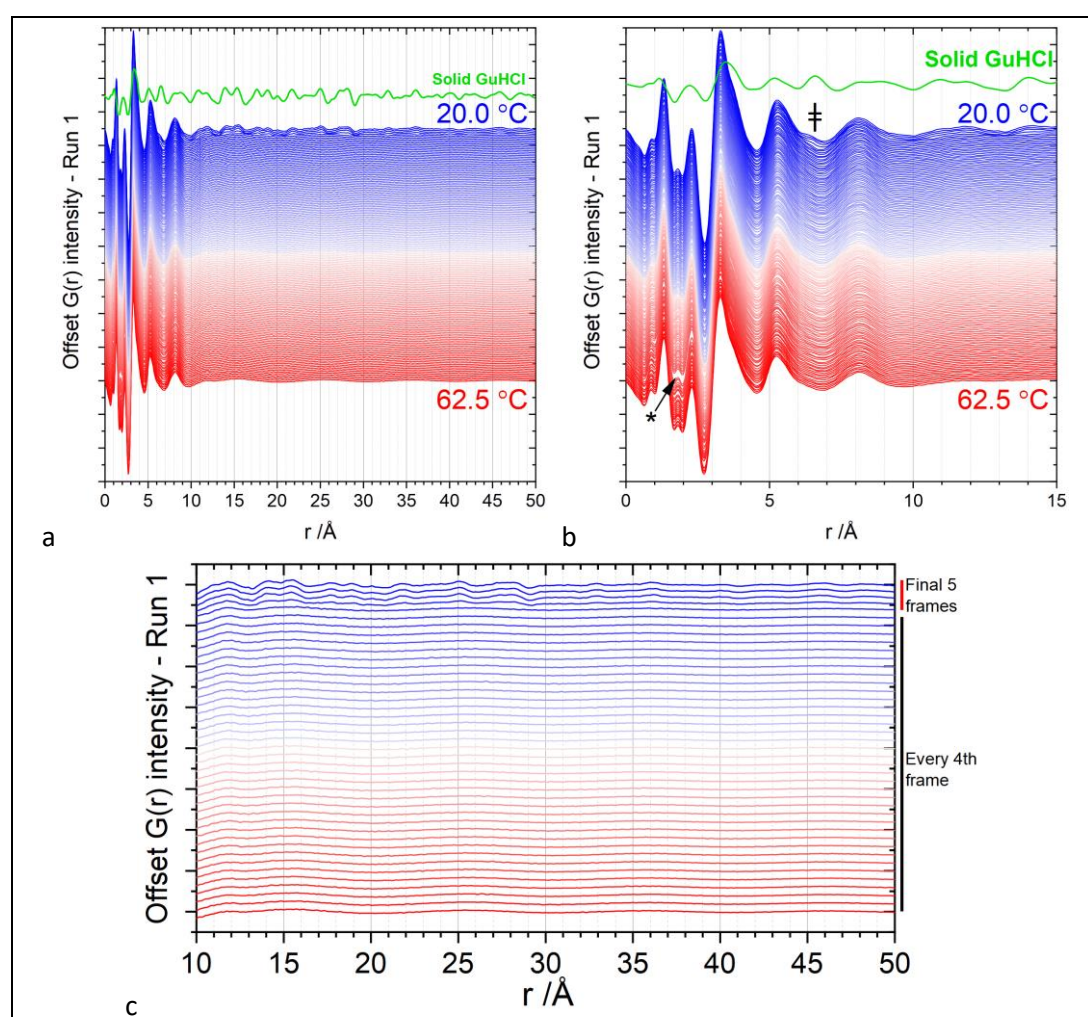 Offset G(r) intensity - Run 1
Solid GuHCl
20.0 °C
62.5 °C
0 5 10 15 20 25 30 35 40 45 50
r /Å
a
Offset G(r) intensity - Run 1
Solid GuHCl
ǂ
20.0 °C
*
62.5 °C
0 5 10 15
r /Å
b
Offset G(r) intensity - Run 1
Final 5
frames
Every 4th
frame
10 15 20 25 30 35 40 45 50
r /Å
c